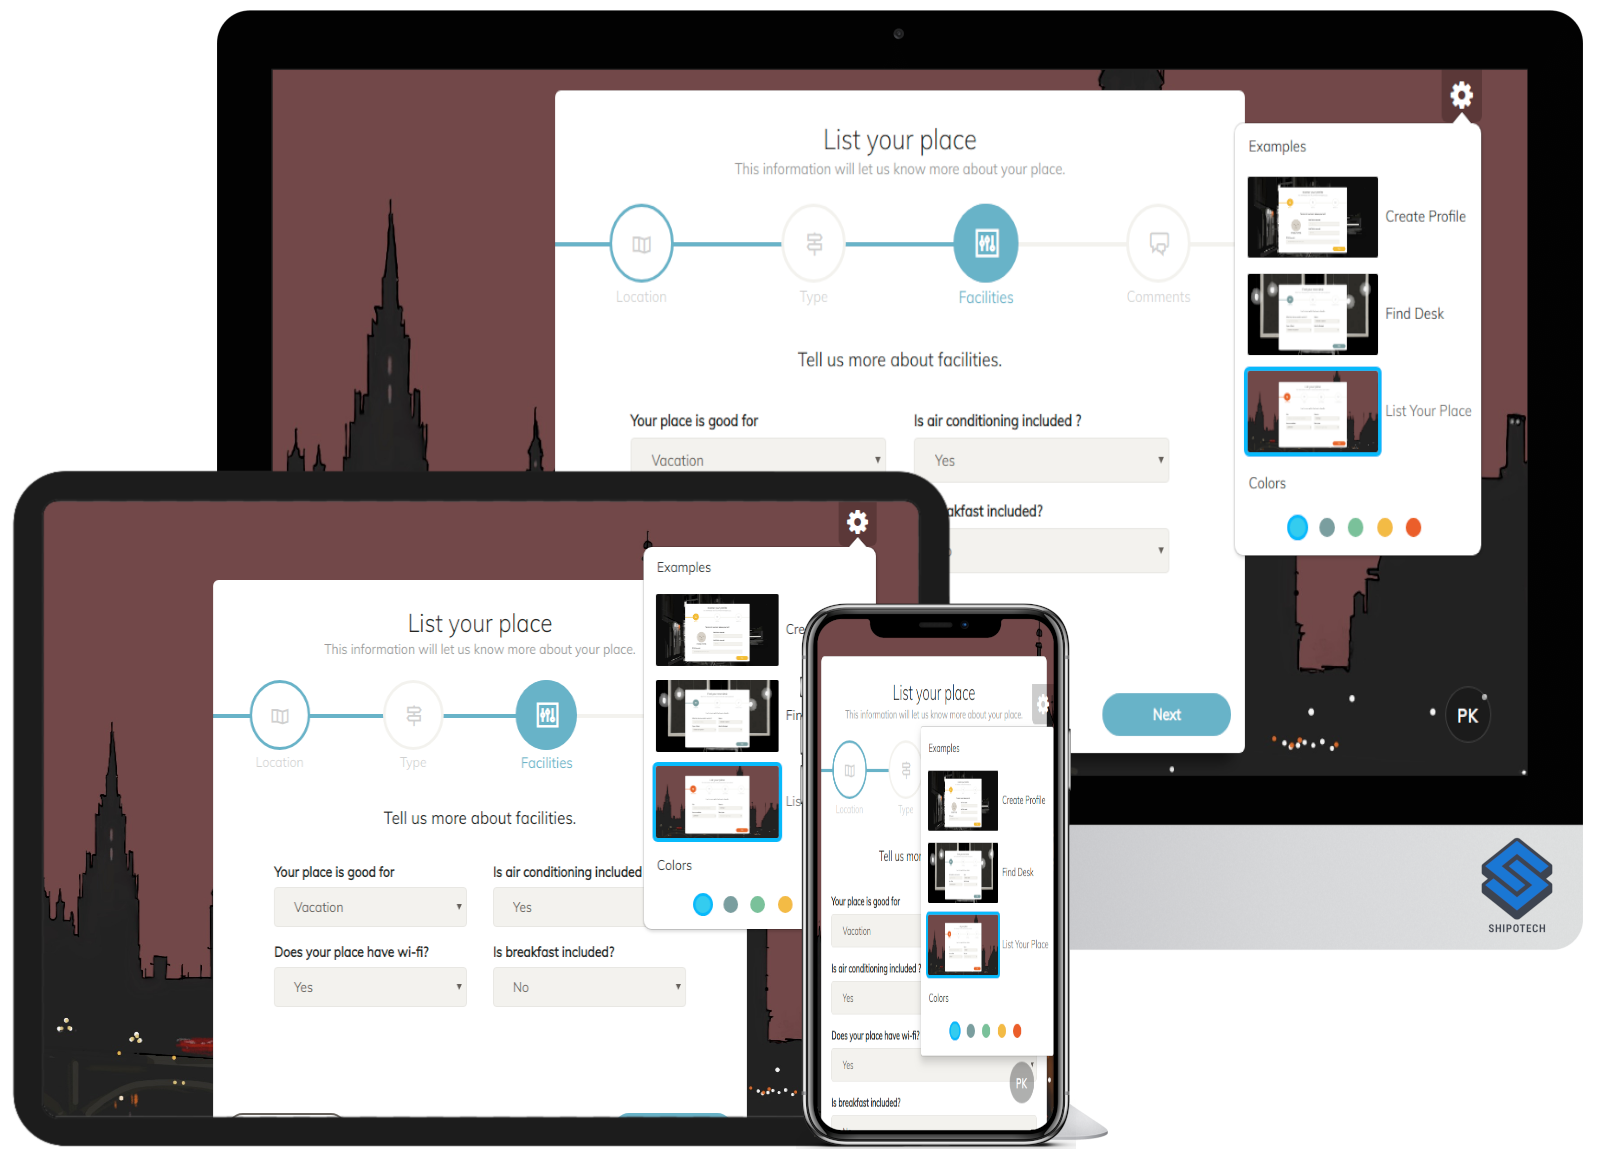 List your place
This information will let us know more about your place.
Location
Type
Facilities
Comments
Tell us more about facilities.
Your place is good for
Is air conditioning included ?
Vacation
Yes
akfast included?
Next
Examples
Create Profile
Find Desk
List Your Place
Colors
PK
SHIPOTECH
List your place
This information will let us know more about your place.
Location
Type
Facilities
Tell us more about facilities.
Your place is good for
Is air conditioning included
Vacation
Yes
Does your place have wi-fi?
Is breakfast included?
Yes
No
Examples
Cre
Fin
Lis
Colors
List your place
This information will let us know more about your place.
Location
Type
Tell us mor
Your place is good for
Vacation
Is air conditioning included ?
Yes
Does your place have wi-fi?
Yes
Is breakfast included?
Examples
Create Profile
Find Desk
List Your Place
Colors
PK